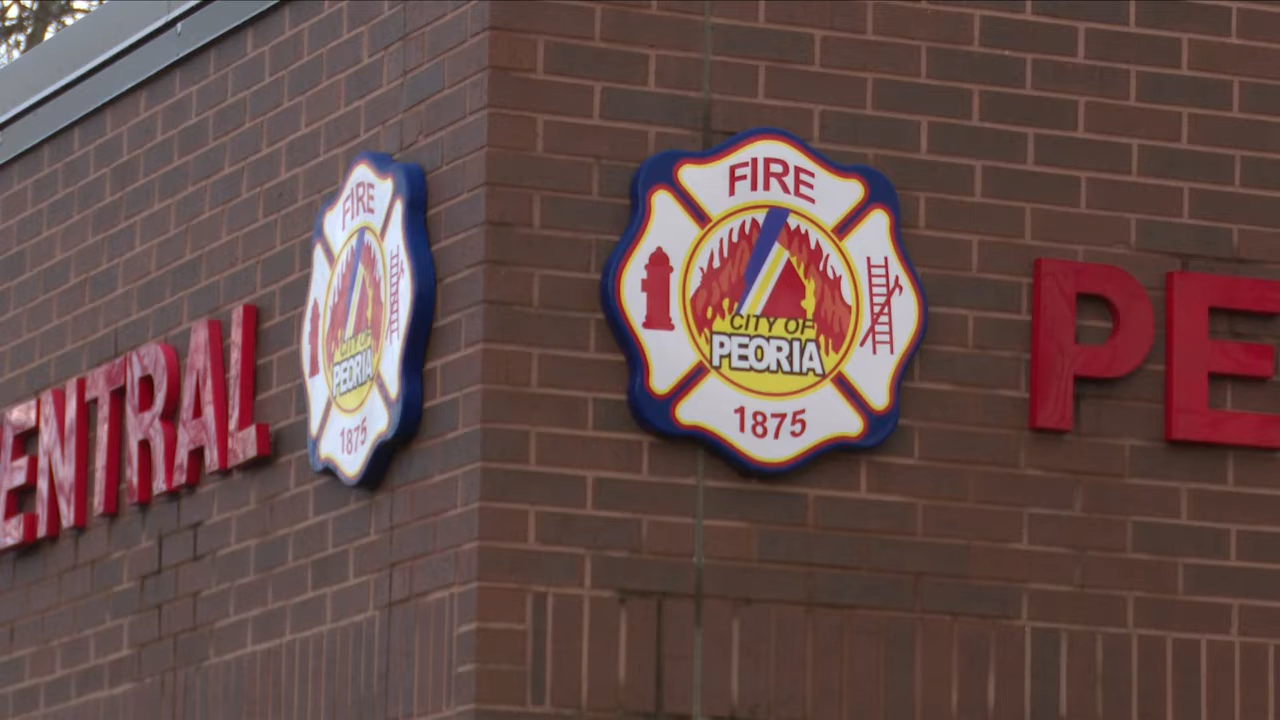 ENTRAL
FIRE
CITY OF
PEORIA
1875
FIRE
CITY OF
PEORIA
1875
PE